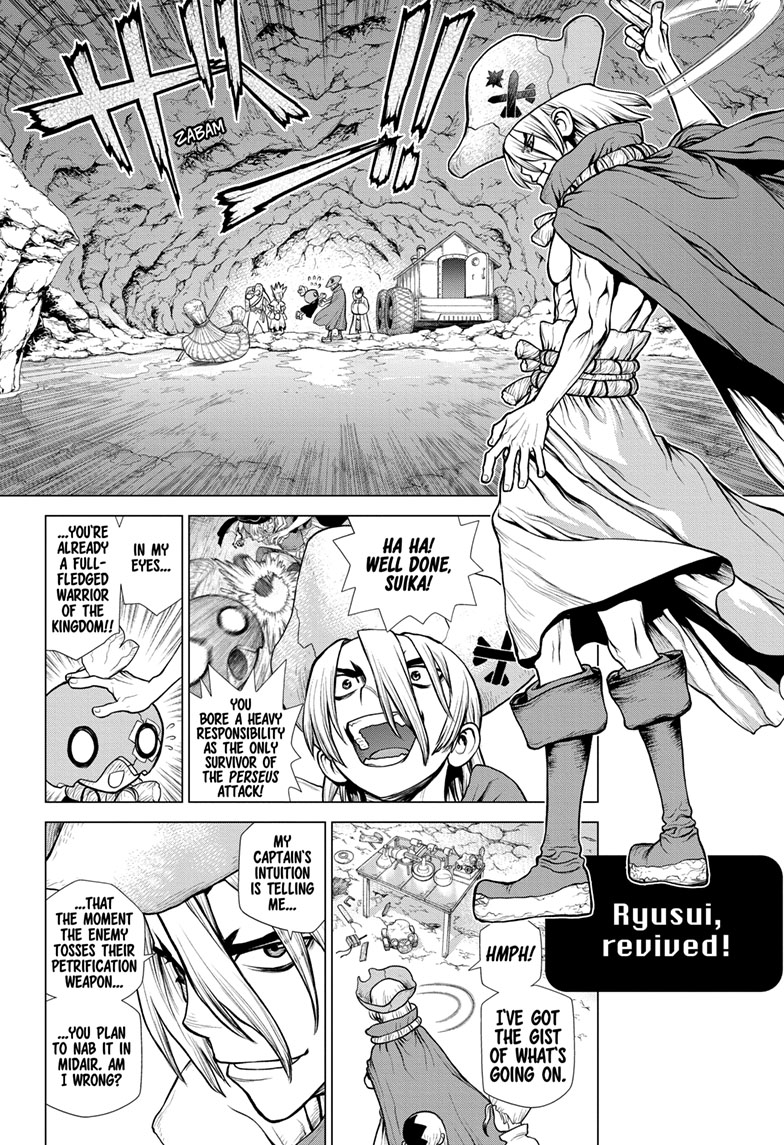 ザバ
ZABAM
!!
HA HA!
WELL DONE,
SUIKA!
YOU
BORE A HEAVY
RESPONSIBILITY
AS THE ONLY
SURVIVOR OF
THE PERSEUS
ATTACK!
IN MY
EYES...
...YOU'RE
ALREADY
A FULL-
FLEDGED
WARRIOR
OF THE
KINGDOM!!
Ryusui,
revived!
HMPH!
I'VE GOT
THE GIST
OF WHAT'S
GOING ON.
MY
CAPTAIN'S
INTUITION
IS TELLING
ME...
...THAT
THE MOMENT
THE ENEMY
TOSSES THEIR
PETRIFICATION
WEAPON...
...YOU PLAN
TO NAB IT IN
MIDAIR. AM
I WRONG?